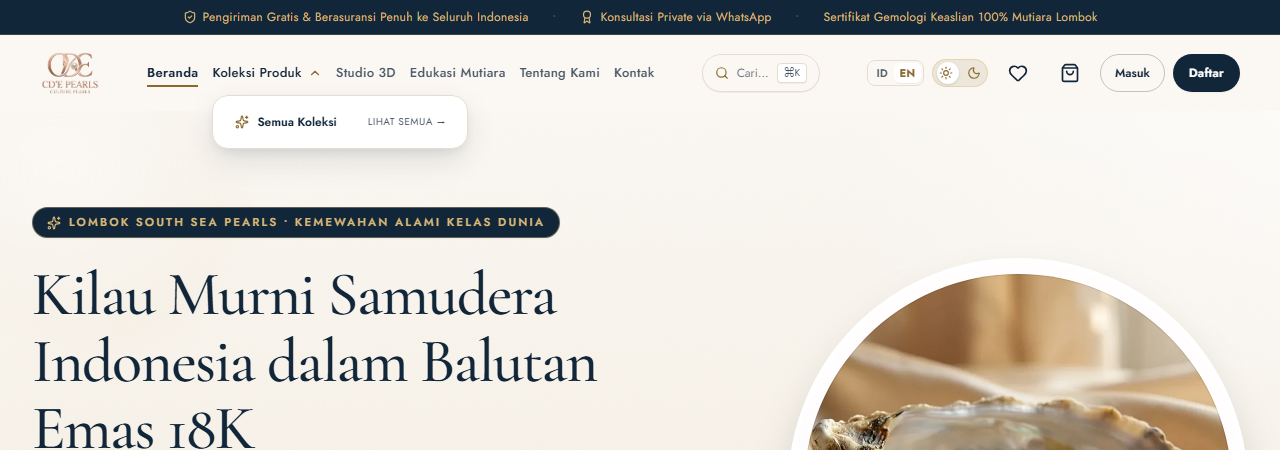 Pengiriman Gratis & Berasuransi Penuh ke Seluruh Indonesia · Konsultasi Private via WhatsApp · Sertifikat Gemologi Keaslian 100% Mutiara Lombok
CDE PEARLS
Beranda Koleksi Produk Studio 3D Edukasi Mutiara Tentang Kami Kontak Cari... ⌘K ID EN Masuk Daftar
Semua Koleksi LIHAT SEMUA →
LOMBOK SOUTH SEA PEARLS · KEMEWAHAN ALAMI KELAS DUNIA
Kilau Murni Samudera
Indonesia dalam Balutan
Emas 18K